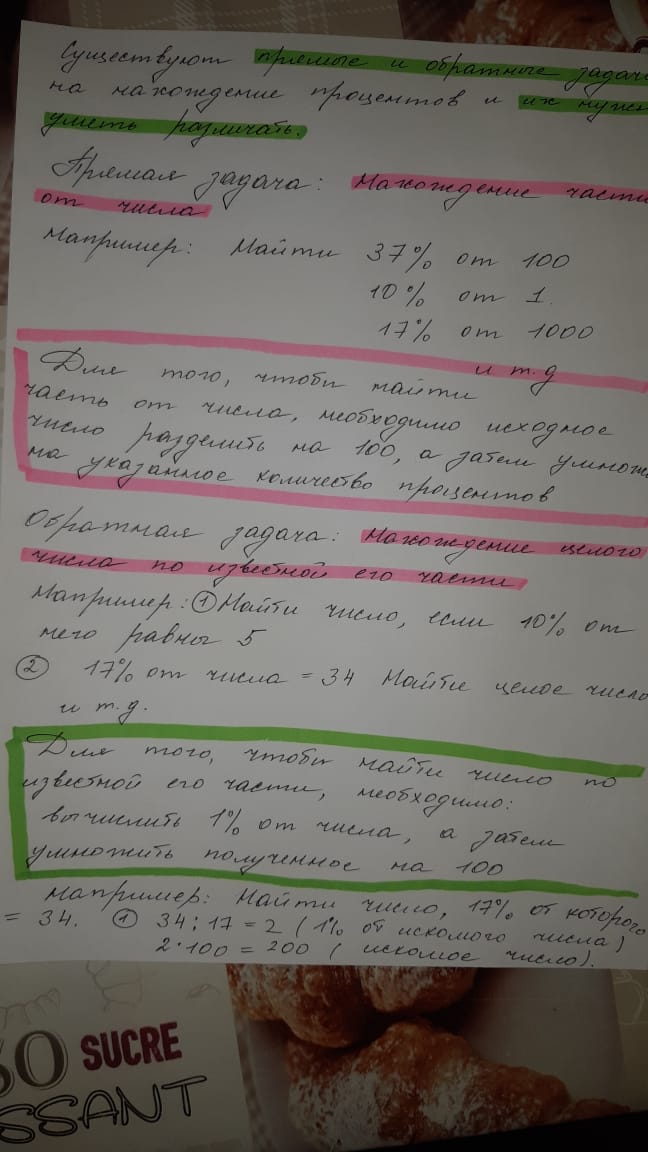 Существуют прямые и обратные задачи
на нахождение процентов и их нужн
уметь различать.
Прямая задача: Нахождение части
от числа
Например: Найти 37% от 100
10% от 1.
17% от 1000
и т.д
Для того, чтобы найти
часть от числа, необходимо исходное
число разделить на 100, а затем умнож
на указанное количество процентов
Обратная задача: Нахождение целого
числа по известной его части
Например: ① Найти число, если 10% от
него равны 5
② 17% от числа = 34 Найти целое число
и т.д.
Для того, чтобы найти число по
известной его части, необходимо:
вычислить 1% от числа, а затем
умножить полученное на 100
Например: Найти число, 17% от которого
= 34. ① 34:17 = 2 (1% от искомого числа)
2·100 = 200 (искомое число).
50 SUCRE
SSANT